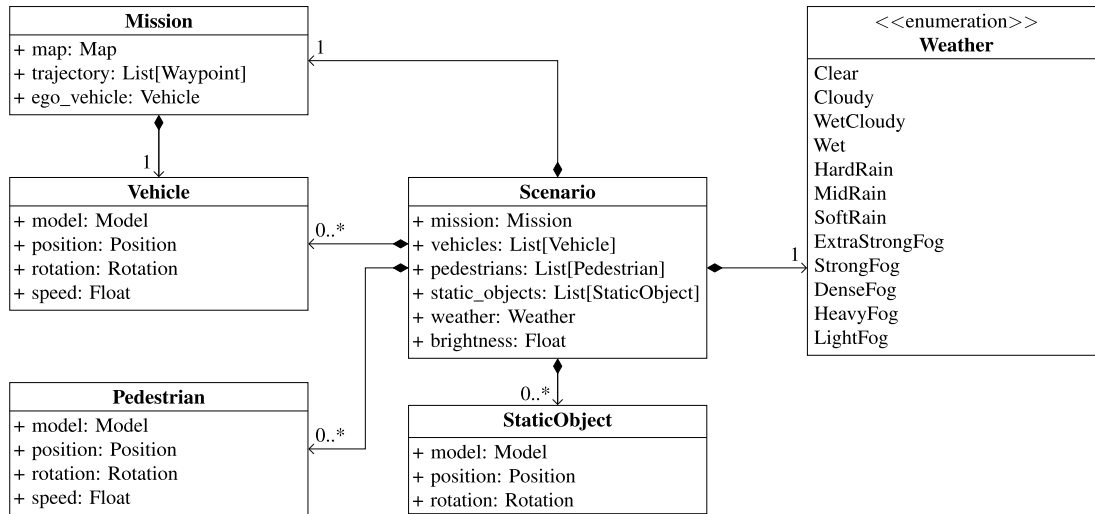 Mission
+ map: Map
+ trajectory: List[Waypoint]
+ ego_vehicle: Vehicle
1
1
Vehicle
+ model: Model
+ position: Position
+ rotation: Rotation
+ speed: Float
0..*
Pedestrian
+ model: Model
+ position: Position
+ rotation: Rotation
+ speed: Float
0..*
Scenario
+ mission: Mission
+ vehicles: List[Vehicle]
+ pedestrians: List[Pedestrian]
+ static_objects: List[StaticObject]
+ weather: Weather
+ brightness: Float
0..*
StaticObject
+ model: Model
+ position: Position
+ rotation: Rotation
1
<<enumeration>>
Weather
Clear
Cloudy
WetCloudy
Wet
HardRain
MidRain
SoftRain
ExtraStrongFog
StrongFog
DenseFog
HeavyFog
LightFog